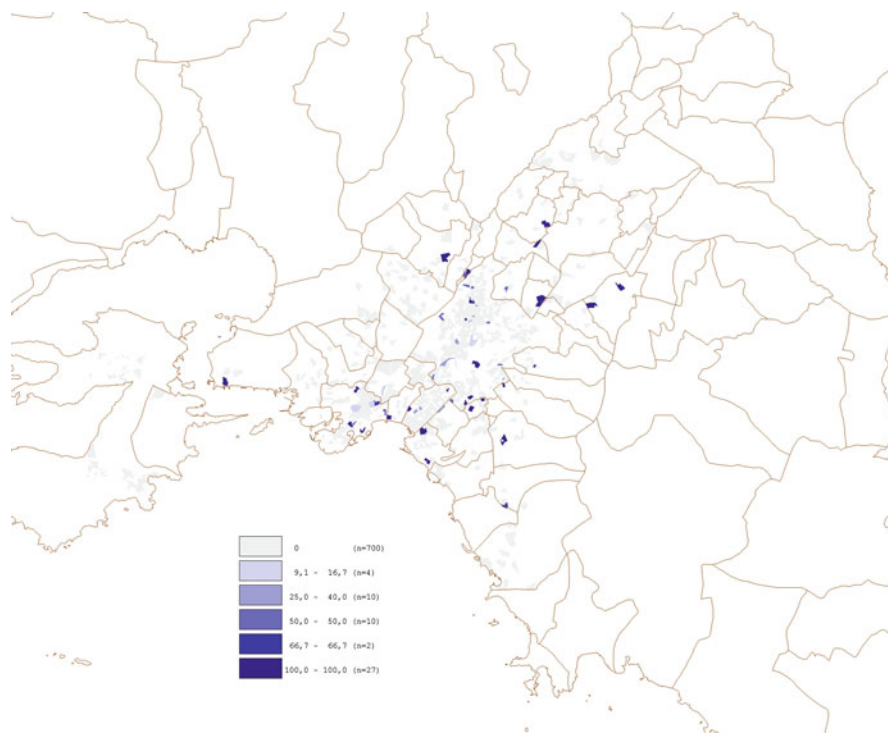 0 (n=700)
9,1 - 16,7 (n=4)
25,0 - 40,0 (n=10)
50,0 - 50,0 (n=10)
66,7 - 66,7 (n=2)
100,0 - 100,0 (n=27)